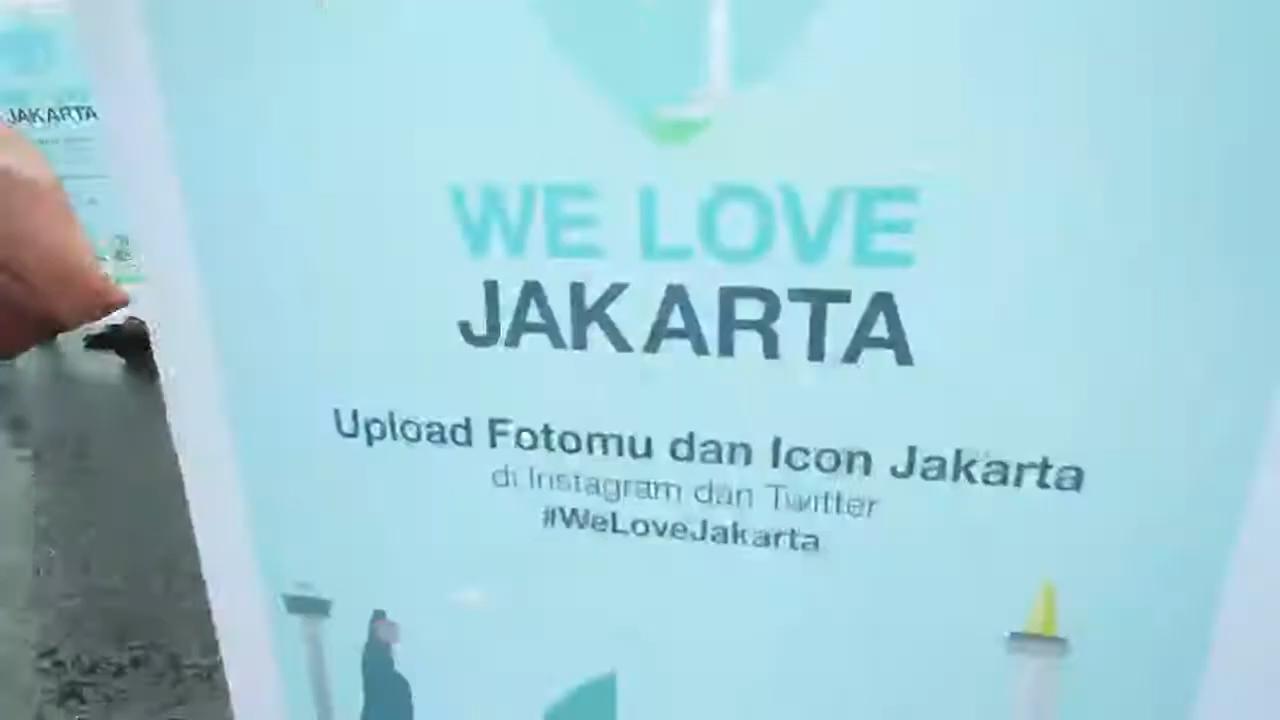 WE LOVE
JAKARTA
Upload Fotomu dan Icon Jakarta
di Instagram dan Twitter
#WeLoveJakarta
JAKARTA